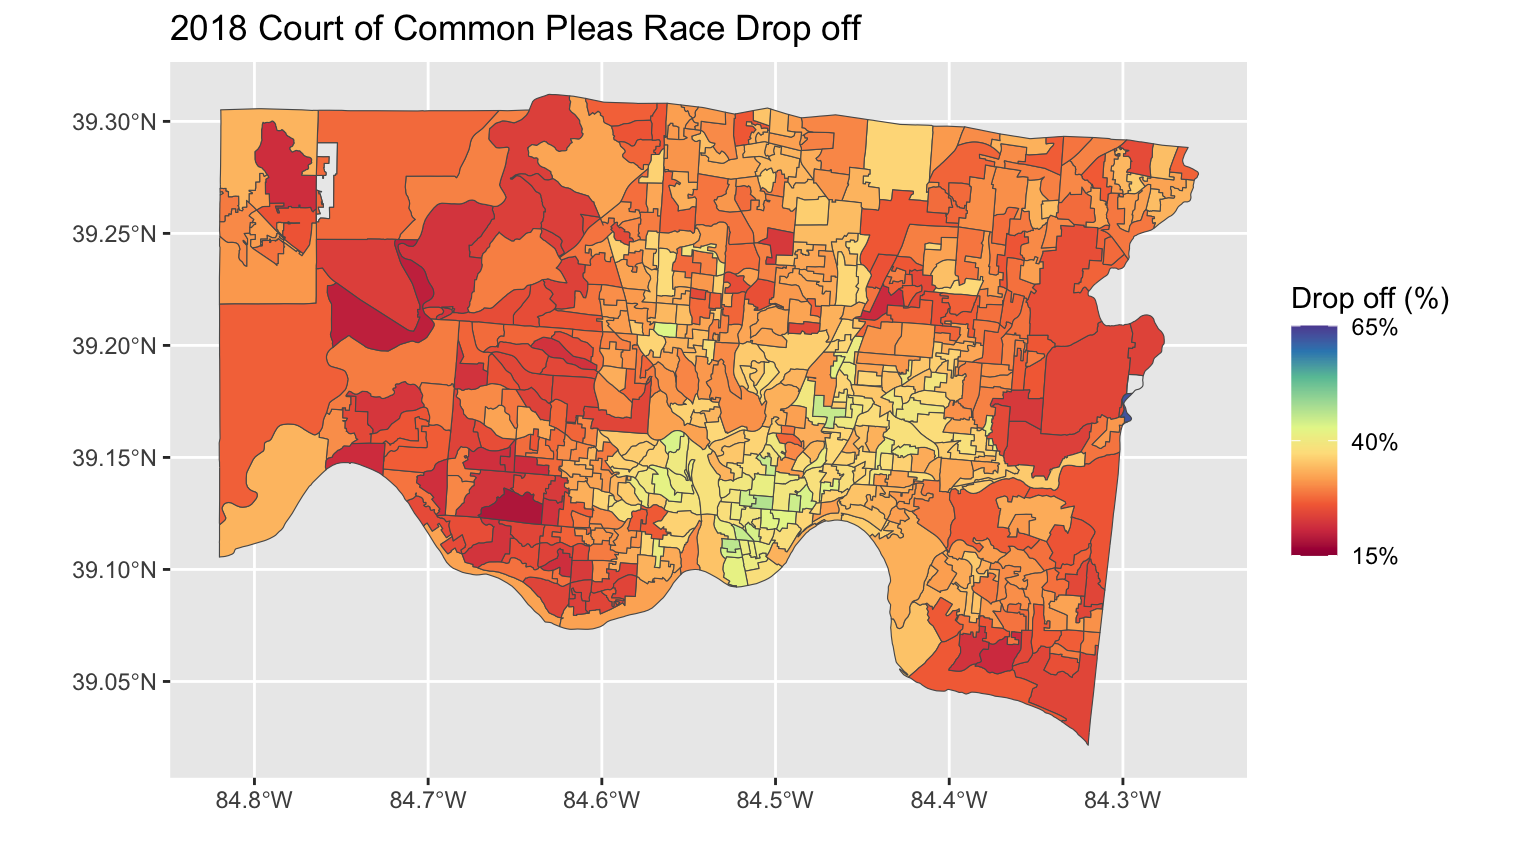 2018 Court of Common Pleas Race Drop off
39.30°N
39.25°N
39.20°N
39.15°N
39.10°N
39.05°N
84.8°W 84.7°W 84.6°W 84.5°W 84.4°W 84.3°W
Drop off (%)
65%
40%
15%